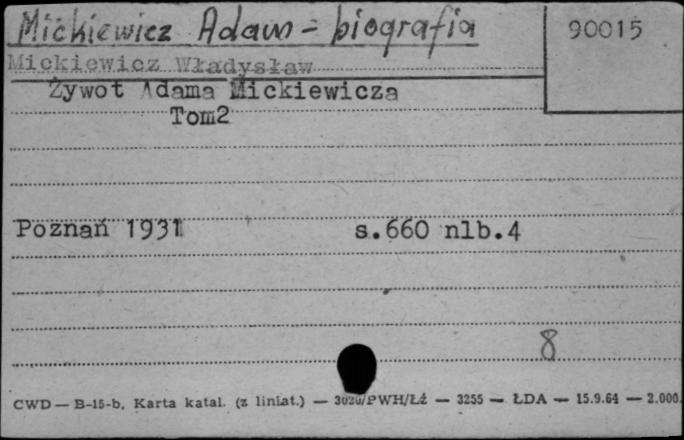 Mickiewicz Adam - biografia
90015
Mickiewicz Władysław
Żywot Adama Mickiewicza
Tom2
Poznań 1931
s.660 nlb.4
8
CWD — B-15-b, Karta katal. (z liniat.) — 3020/PWH/Łź — 3255 — ŁDA — 15.9.64 — 2.000.